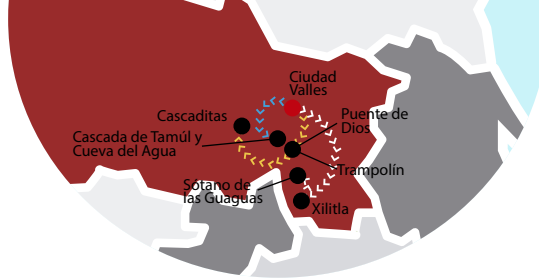 Ciudad
Valles
Cascaditas
Puente de
Dios
Cascada de Tamúl y
Cueva del Agua
Trampolín
Sótano de
las Guaguas
Xilitla